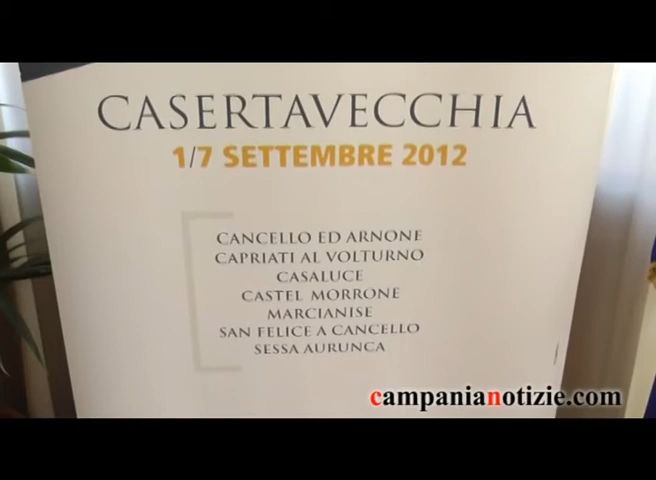 CASERTAVECCHIA
1/7 SETTEMBRE 2012
CANCELLO ED ARNONE
CAPRIATI AL VOLTURNO
CASALUCE
CASTEL MORRONE
MARCIANISE
SAN FELICE A CANCELLO
SESSA AURUNCA
campanianotizie.com